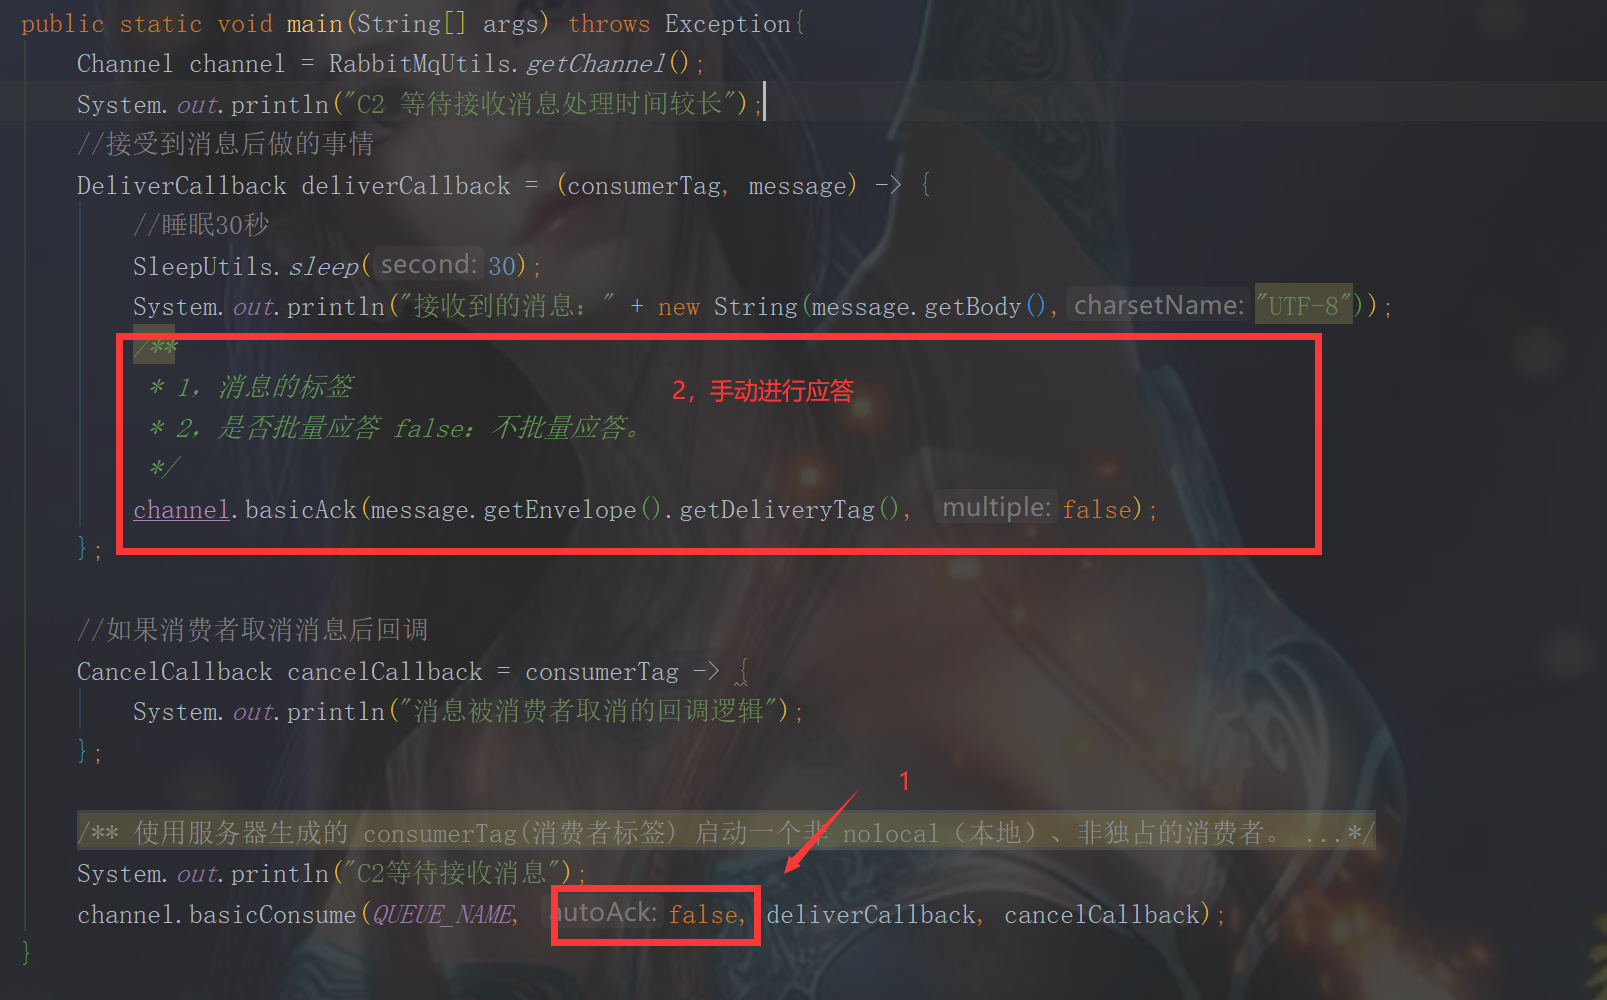 public static void main(String[] args) throws Exception{
Channel channel = RabbitMqUtils.getChannel();
System.out.println("C2 等待接收消息处理时间较长");
//接受到消息后做的事情
DeliverCallback deliverCallback = (consumerTag, message) -> {
//睡眠30秒
SleepUtils.sleep( second: 30);
System.out.println("接收到的消息：" + new String(message.getBody(), charsetName: "UTF-8"));
/**
* 1，消息的标签
2，手动进行应答
* 2，是否批量应答 false：不批量应答。
*/
channel.basicAck(message.getEnvelope().getDeliveryTag(), multiple: false);
};
//如果消费者取消消息后回调
CancelCallback cancelCallback = consumerTag -> {
System.out.println("消息被消费者取消的回调逻辑");
};
1
/** 使用服务器生成的 consumerTag(消费者标签) 启动一个非 nolocal（本地）、非独占的消费者。 ...*/
System.out.println("C2等待接收消息");
channel.basicConsume(QUEUE_NAME, autoAck: false, deliverCallback, cancelCallback);
}